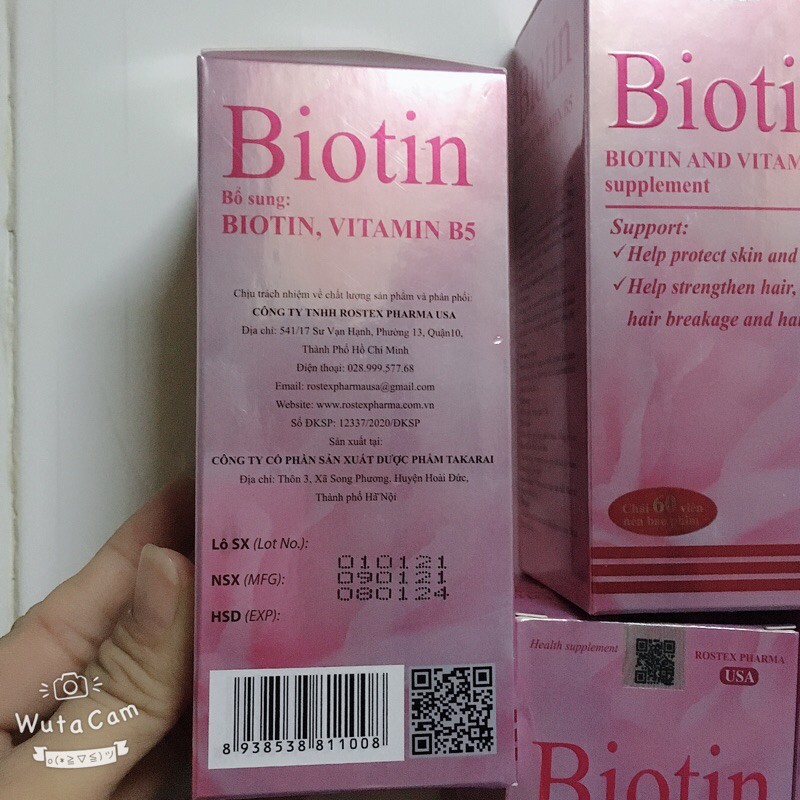 Biotin
Bổ sung:
BIOTIN, VITAMIN B5
Chịu trách nhiệm về chất lượng sản phẩm và phân phối:
CÔNG TY TNHH ROSTEX PHARMA USA
Địa chỉ: 541/17 Sư Vạn Hạnh, Phường 13, Quận10,
Thành Phố Hồ Chí Minh
Điện thoại: 028.999.577.68
Email: rostexpharmausa@gmail.com
Website: www.rostexpharma.com.vn
Số ĐKSP: 12337/2020/ĐKSP
Sản xuất tại:
CÔNG TY CỔ PHẦN SẢN XUẤT DƯỢC PHẨM TAKARAI
Địa chỉ: Thôn 3, Xã Song Phương, Huyện Hoài Đức,
Thành phố Hà Nội
Lô SX (Lot No.): 010121
NSX (MFG): 090121
HSD (EXP): 080124
8 938538 811008
Bioti
BIOTIN AND VITAM
supplement
Support:
✓Help protect skin and
✓Help strengthen hair,
hair breakage and hai
Chai 60 viên
nén bao phim
Health supplement
ROSTEX PHARMA
USA
Biotin
WutaCam
o(*≧▽≦)ツ